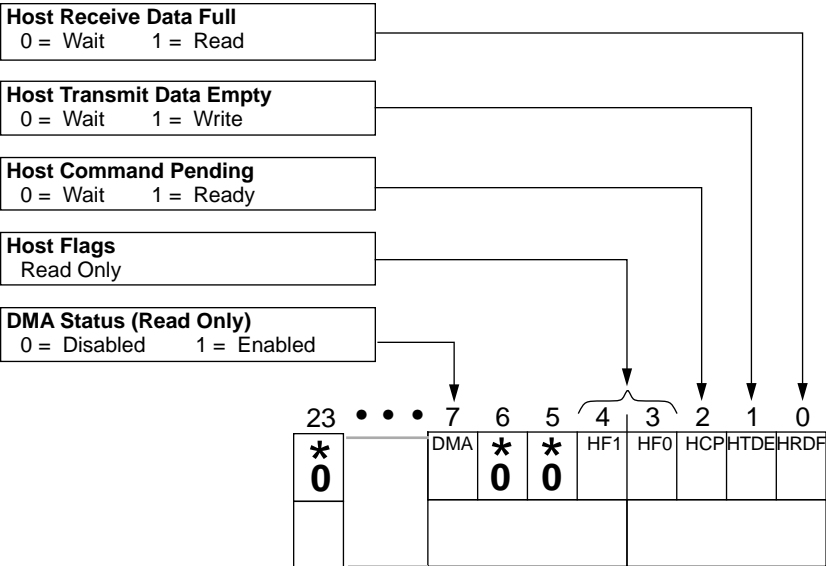 Host Receive Data Full
0 = Wait 1 = Read
Host Transmit Data Empty
0 = Wait 1 = Write
Host Command Pending
0 = Wait 1 = Ready
Host Flags
Read Only
DMA Status (Read Only)
0 = Disabled 1 = Enabled
23 • • • 7 6 5 4 3 2 1 0
* DMA * * HF1 HF0 HCP HTDE HRDF
0 0 0